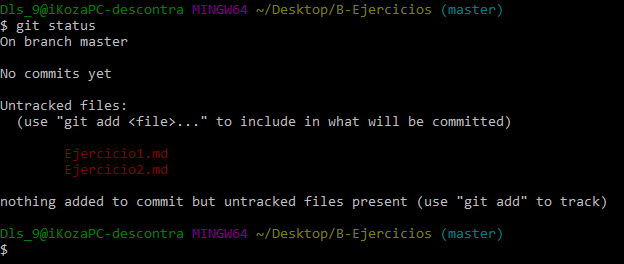 Dls_9@iKozaPC-descontra MINGW64 ~/Desktop/B-Ejercicios (master)
$ git status
On branch master
No commits yet
Untracked files:
(use "git add <file>..." to include in what will be committed)
Ejercicio1.md
Ejercicio2.md
nothing added to commit but untracked files present (use "git add" to track)
Dls_9@iKozaPC-descontra MINGW64 ~/Desktop/B-Ejercicios (master)
$